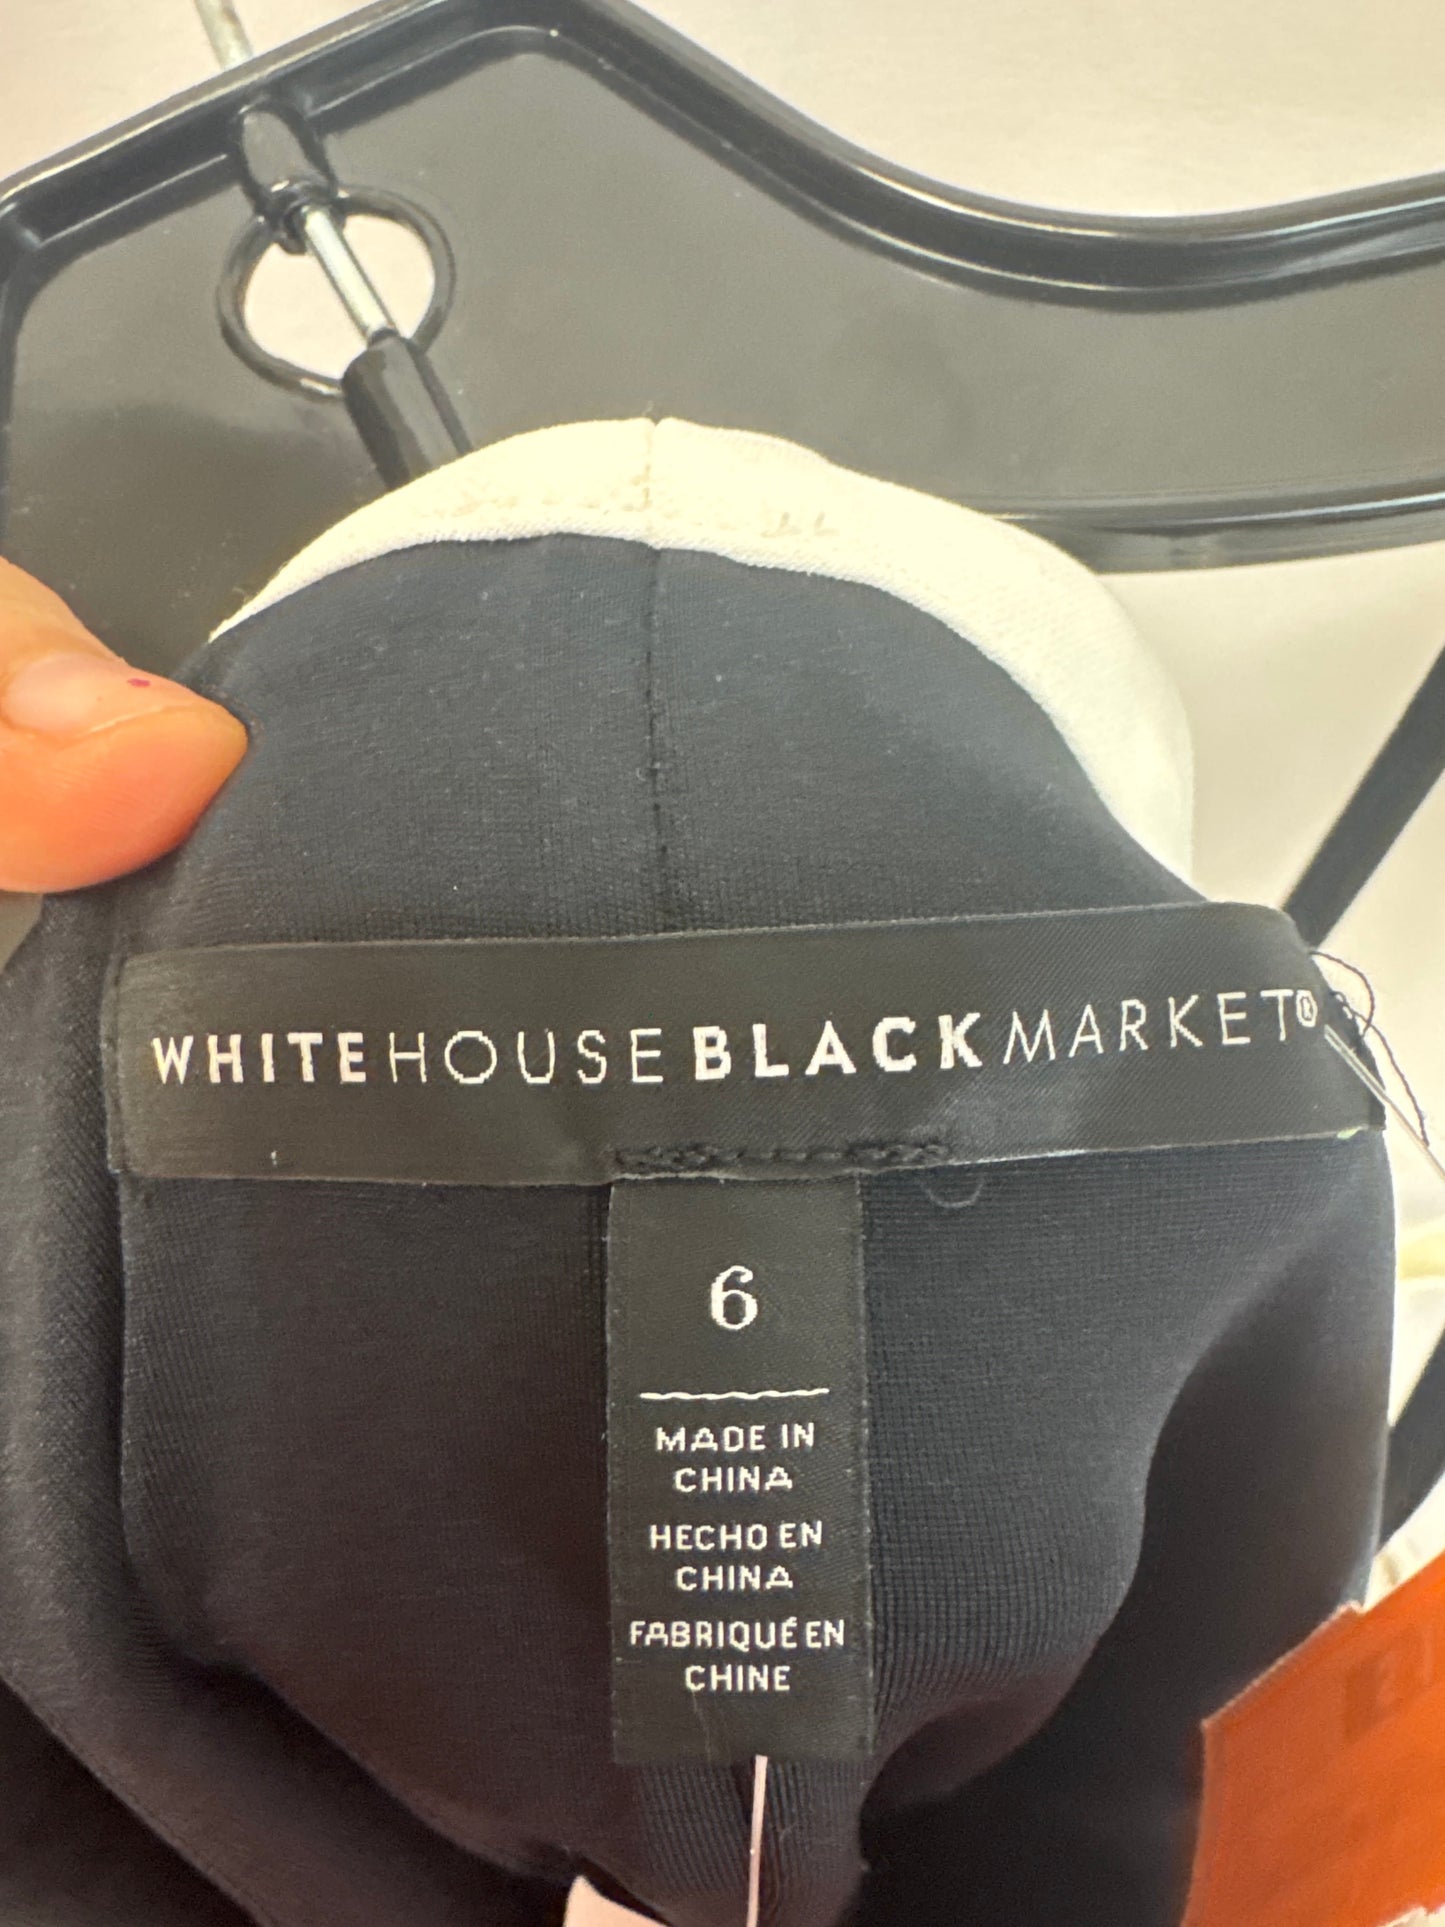 WHITEHOUSEBLACKMARKET®
6
MADE IN
CHINA
HECHO EN
CHINA
FABRIQUÉ EN
CHINE